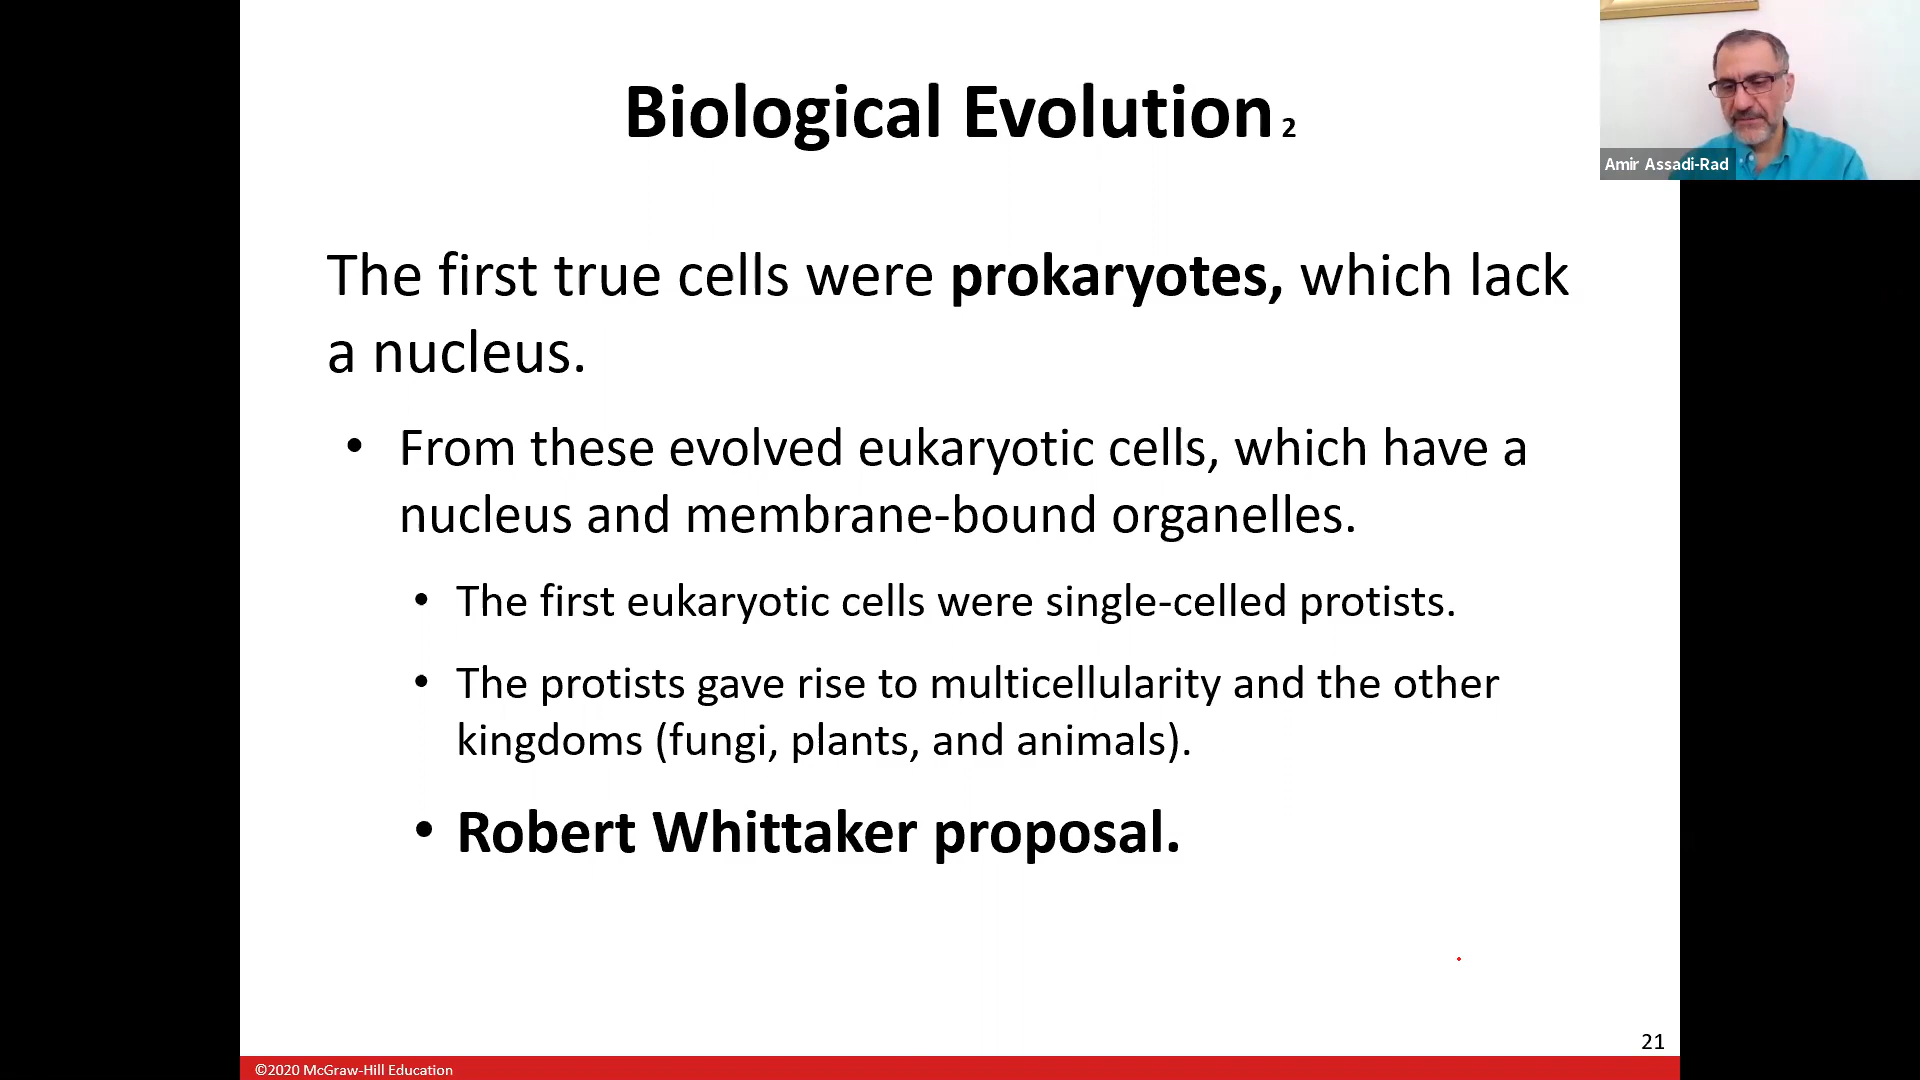 Biological Evolution 2
Amir Assadi-Rad
The first true cells were prokaryotes, which lack
a nucleus.
• From these evolved eukaryotic cells, which have a
nucleus and membrane-bound organelles.
• The first eukaryotic cells were single-celled protists.
• The protists gave rise to multicellularity and the other
kingdoms (fungi, plants, and animals).
• Robert Whittaker proposal.
21
©2020 McGraw-Hill Education